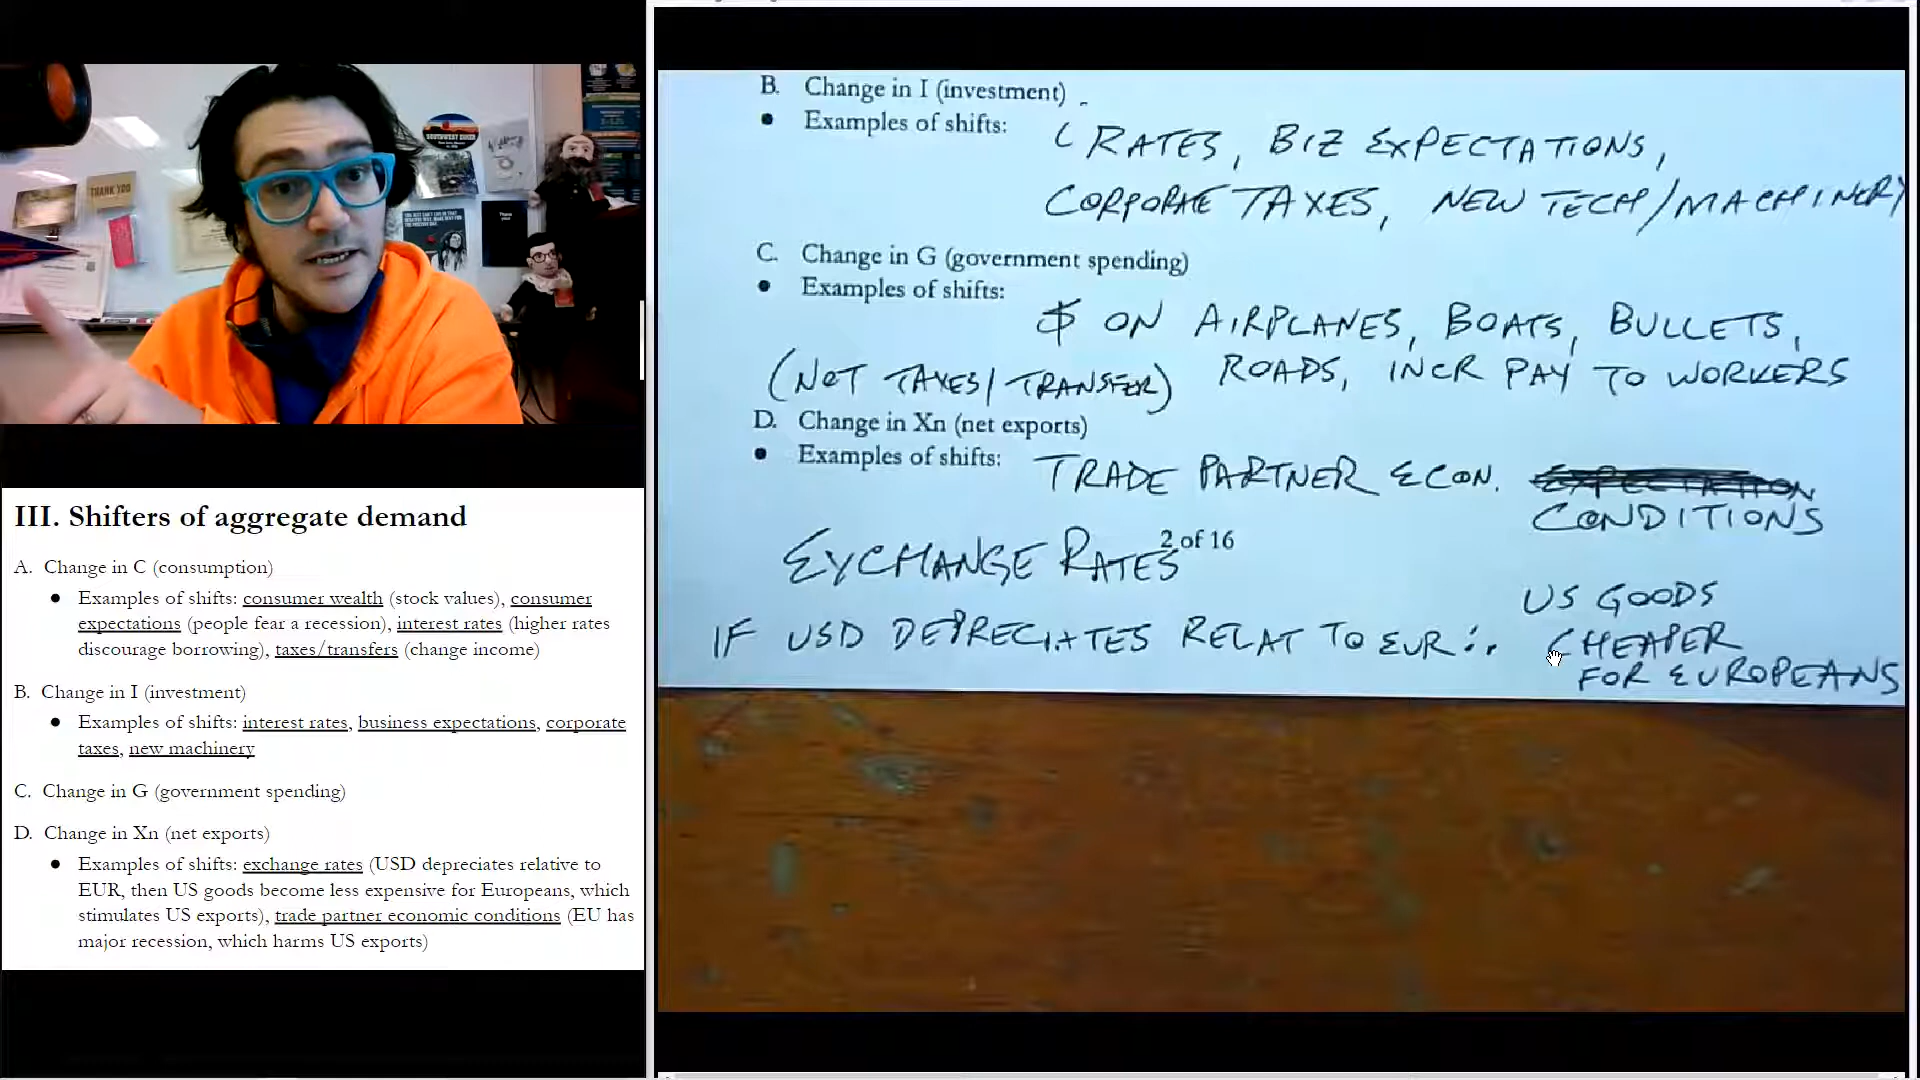 THANK YOU
SOUTHWEST DINER
III. Shifters of aggregate demand
A. Change in C (consumption)
● Examples of shifts: consumer wealth (stock values), consumer
expectations (people fear a recession), interest rates (higher rates
discourage borrowing), taxes/transfers (change income)
B. Change in I (investment)
● Examples of shifts: interest rates, business expectations, corporate
taxes, new machinery
C. Change in G (government spending)
D. Change in Xn (net exports)
● Examples of shifts: exchange rates (USD depreciates relative to
EUR, then US goods become less expensive for Europeans, which
stimulates US exports), trade partner economic conditions (EU has
major recession, which harms US exports)
B. Change in I (investment)
● Examples of shifts: RATES, BIZ EXPECTATIONS,
CORPORATE TAXES, NEW TECH/MACHINERY
C. Change in G (government spending)
● Examples of shifts:
$ ON AIRPLANES, BOATS, BULLETS,
(NOT TAXES/TRANSFER) ROADS, INCR PAY TO WORKERS
D. Change in Xn (net exports)
● Examples of shifts: TRADE PARTNER ECON. EXPECTATION
CONDITIONS
EXCHANGE RATES
2 of 16
IF USD DEPRECIATES RELAT TO EUR ∴ US GOODS
CHEAPER
FOR EUROPEANS